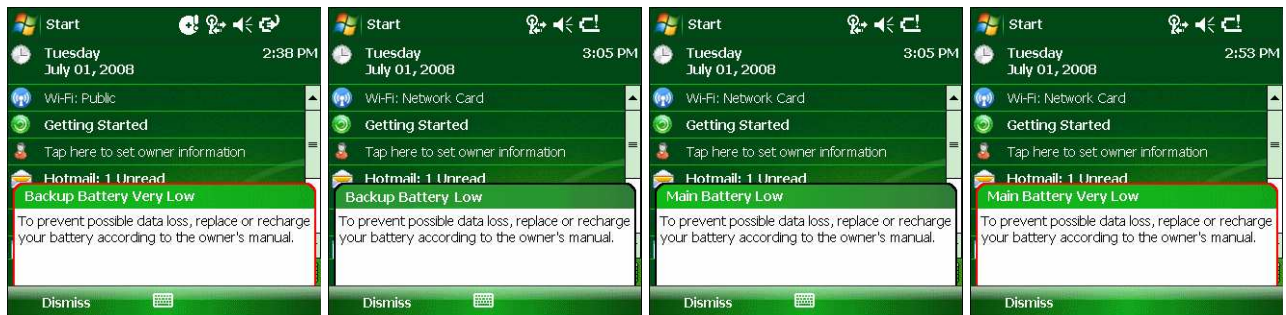 Start
Tuesday 2:38 PM
July 01, 2008
Wi-Fi: Public
Getting Started
Tap here to set owner information
Hotmail: 1 Unread
Backup Battery Very Low
To prevent possible data loss, replace or recharge
your battery according to the owner's manual.
Dismiss
Start
Tuesday 3:05 PM
July 01, 2008
Wi-Fi: Network Card
Getting Started
Tap here to set owner information
Hotmail: 1 Unread
Backup Battery Low
To prevent possible data loss, replace or recharge
your battery according to the owner's manual.
Dismiss
Start
Tuesday 3:05 PM
July 01, 2008
Wi-Fi: Network Card
Getting Started
Tap here to set owner information
Hotmail: 1 Unread
Main Battery Low
To prevent possible data loss, replace or recharge
your battery according to the owner's manual.
Dismiss
Start
Tuesday 2:53 PM
July 01, 2008
Wi-Fi: Network Card
Getting Started
Tap here to set owner information
Hotmail: 1 Unread
Main Battery Very Low
To prevent possible data loss, replace or recharge
your battery according to the owner's manual.
Dismiss